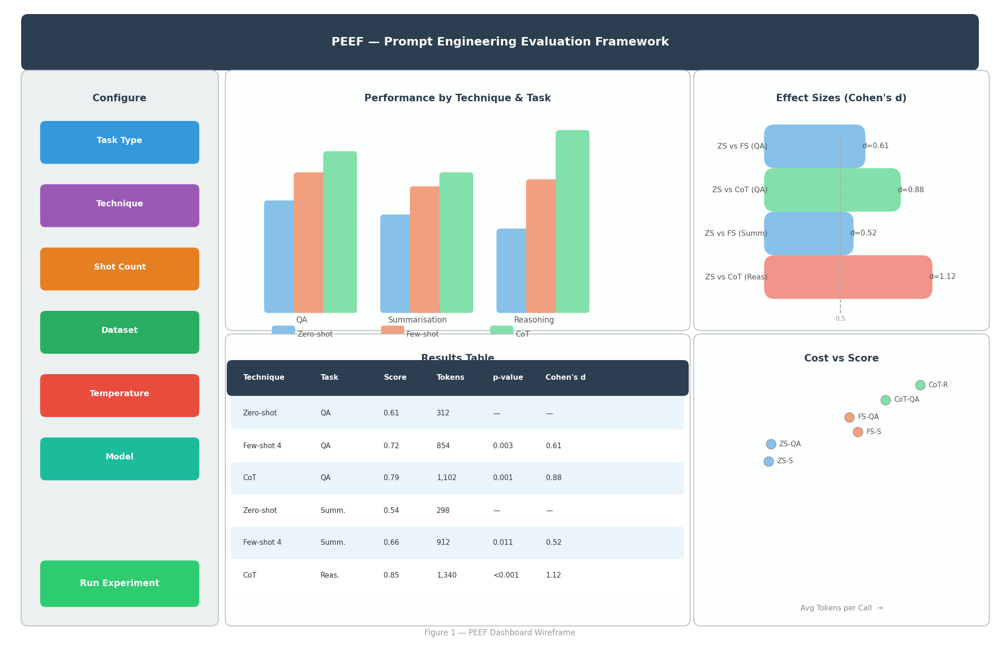 PEEF — Prompt Engineering Evaluation Framework
Configure
Task Type
Technique
Shot Count
Dataset
Temperature
Model
Run Experiment
Performance by Technique & Task
QA Summarisation Reasoning
Zero-shot Few-shot CoT
Effect Sizes (Cohen's d)
ZS vs FS (QA) d=0.61
ZS vs CoT (QA) d=0.88
ZS vs FS (Summ) d=0.52
ZS vs CoT (Reas) d=1.12
0.5
Results Table
Technique Task Score Tokens p-value Cohen's d
Zero-shot QA 0.61 312 — —
Few-shot 4 QA 0.72 854 0.003 0.61
CoT QA 0.79 1,102 0.001 0.88
Zero-shot Summ. 0.54 298 — —
Few-shot 4 Summ. 0.66 912 0.011 0.52
CoT Reas. 0.85 1,340 <0.001 1.12
Cost vs Score
CoT-R
CoT-QA
FS-QA
FS-S
ZS-QA
ZS-S
Avg Tokens per Call →
Figure 1 — PEEF Dashboard Wireframe